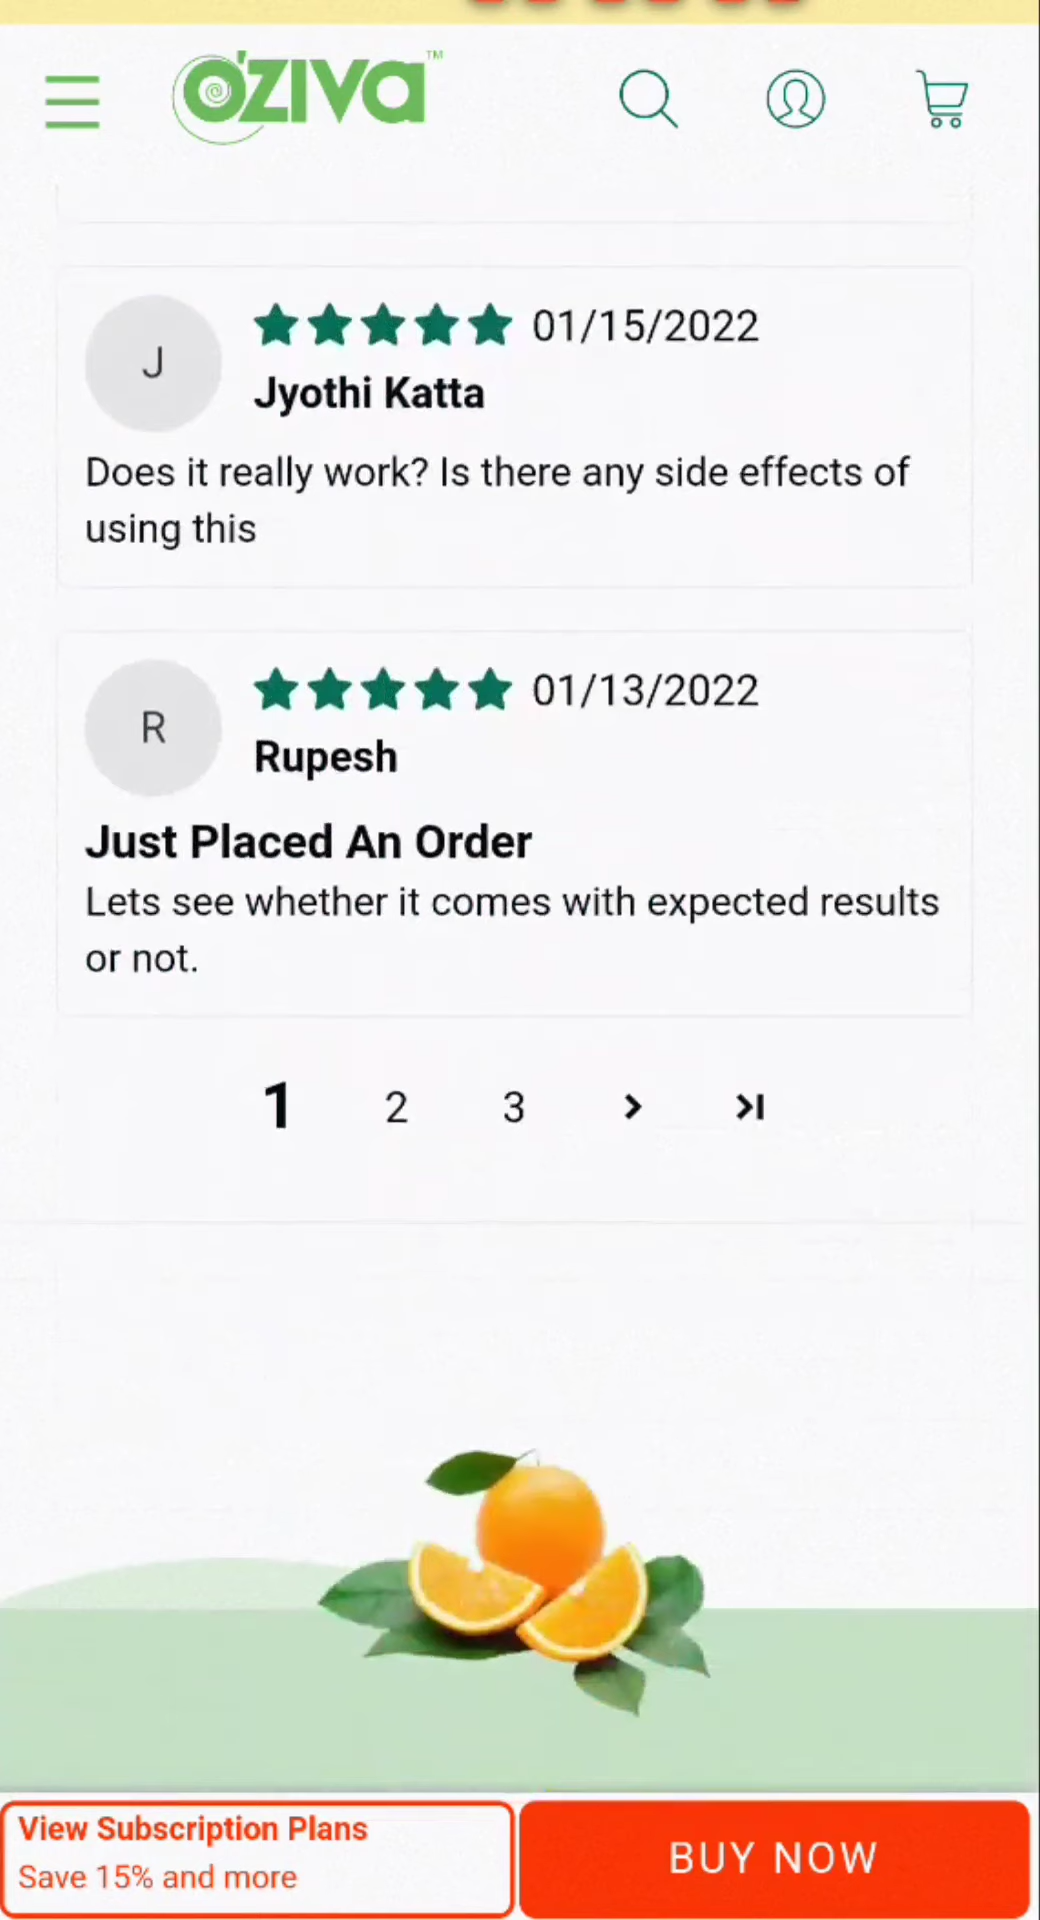 O'ZIVA™
J
01/15/2022
Jyothi Katta
Does it really work? Is there any side effects of
using this
R
01/13/2022
Rupesh
Just Placed An Order
Lets see whether it comes with expected results
or not.
1 2 3
View Subscription Plans
Save 15% and more
BUY NOW